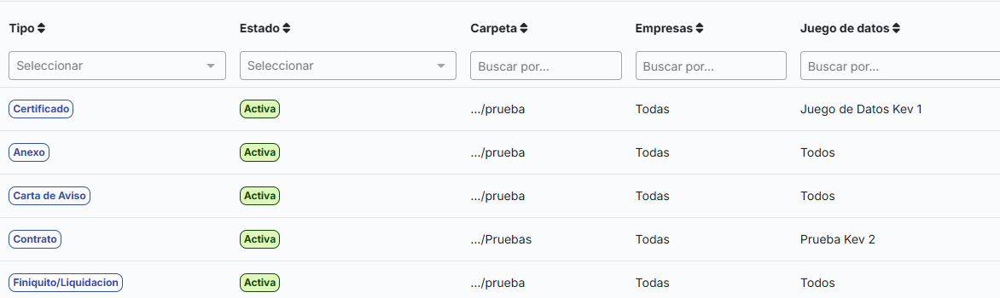 Tipo Estado Carpeta Empresas Juego de datos
Seleccionar Seleccionar Buscar por... Buscar por... Buscar por...
Certificado Activa .../prueba Todas Juego de Datos Kev 1
Anexo Activa .../prueba Todas Todos
Carta de Aviso Activa .../prueba Todas Todos
Contrato Activa .../Pruebas Todas Prueba Kev 2
Finiquito/Liquidacion Activa .../prueba Todas Todos